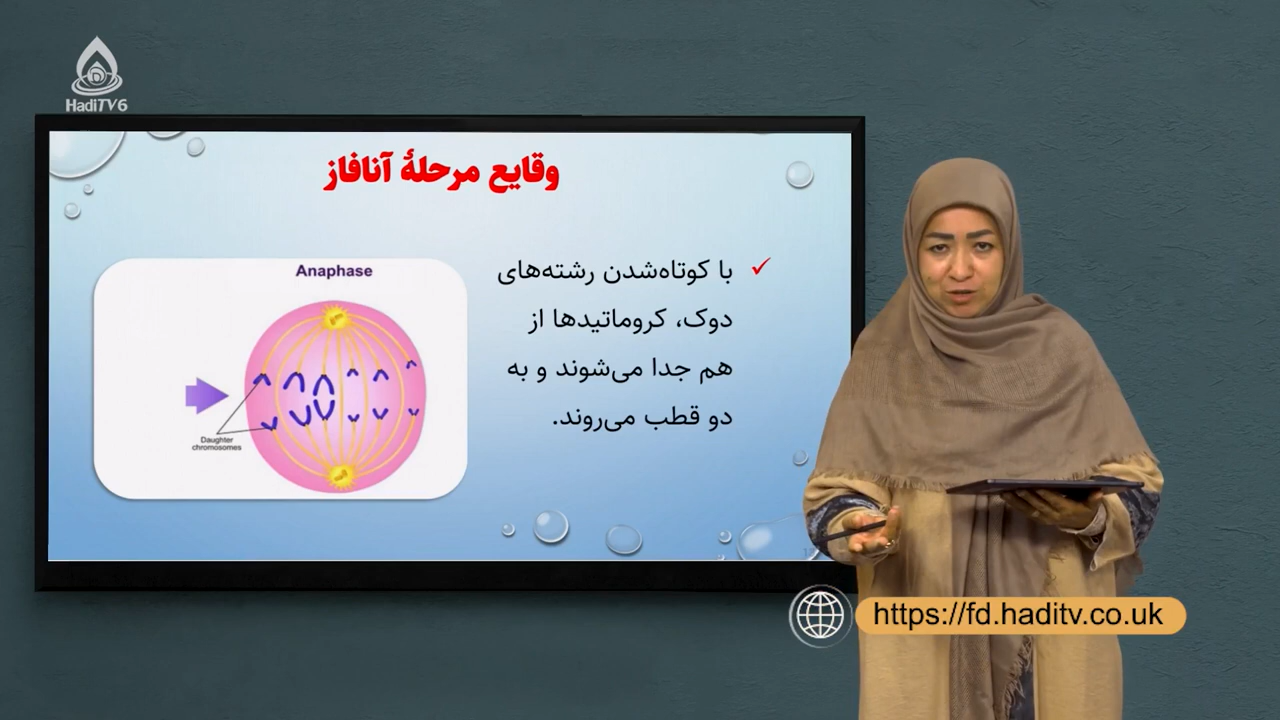 HadiTV6
وقایع مرحلهٔ آنافاز
با کوتاه‌شدن رشته‌های
دوک، کروماتیدها از
هم جدا می‌شوند و به
دو قطب می‌روند.
Anaphase
Daughter
chromosomes
https://fd.haditv.co.uk